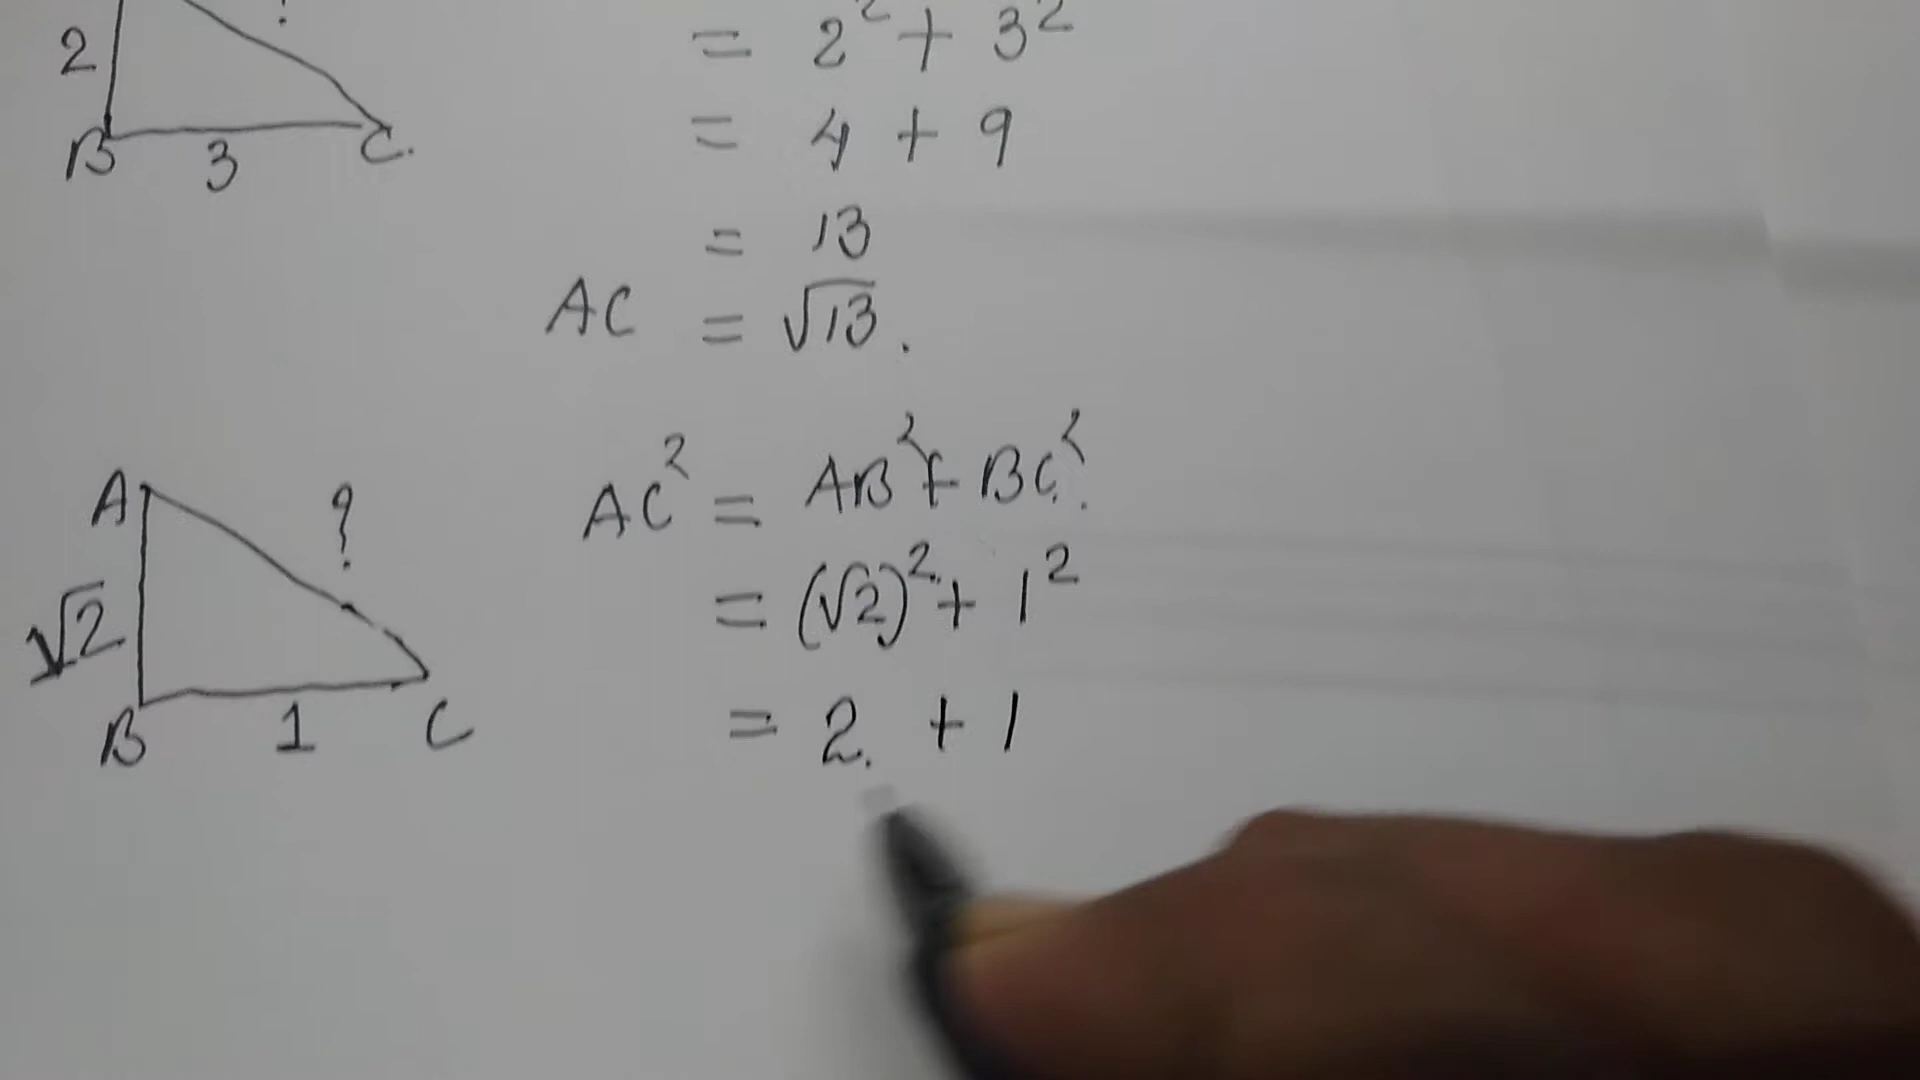 ?
2
B 3 C.
= 2² + 3²
= 4 + 9
= 13
AC = √13.
A ?
√2
B 1 C
AC² = AB² + BC².
= (√2)² + 1²
= 2. + 1